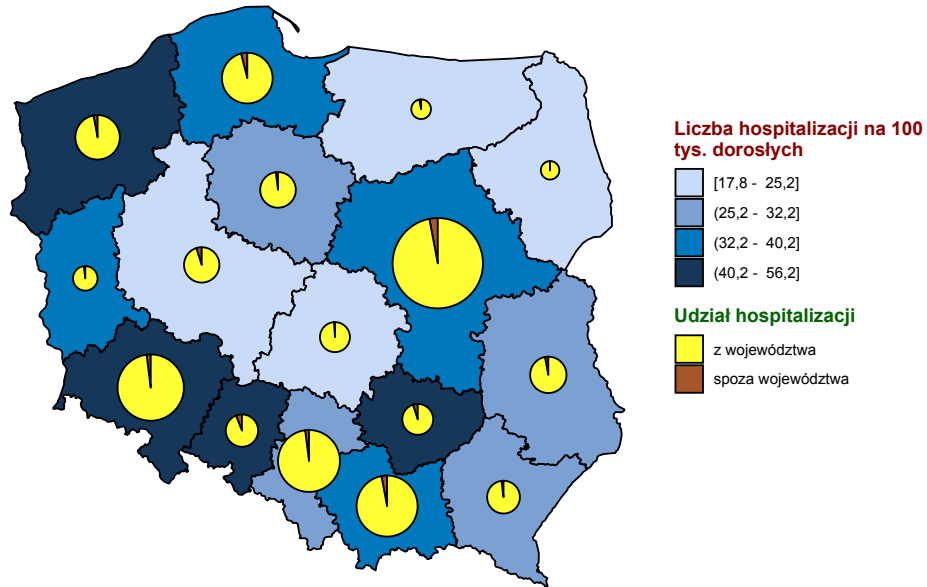 Liczba hospitalizacji na 100
tys. dorosłych
[17,8 - 25,2]
(25,2 - 32,2]
(32,2 - 40,2]
(40,2 - 56,2]
Udział hospitalizacji
z województwa
spoza województwa